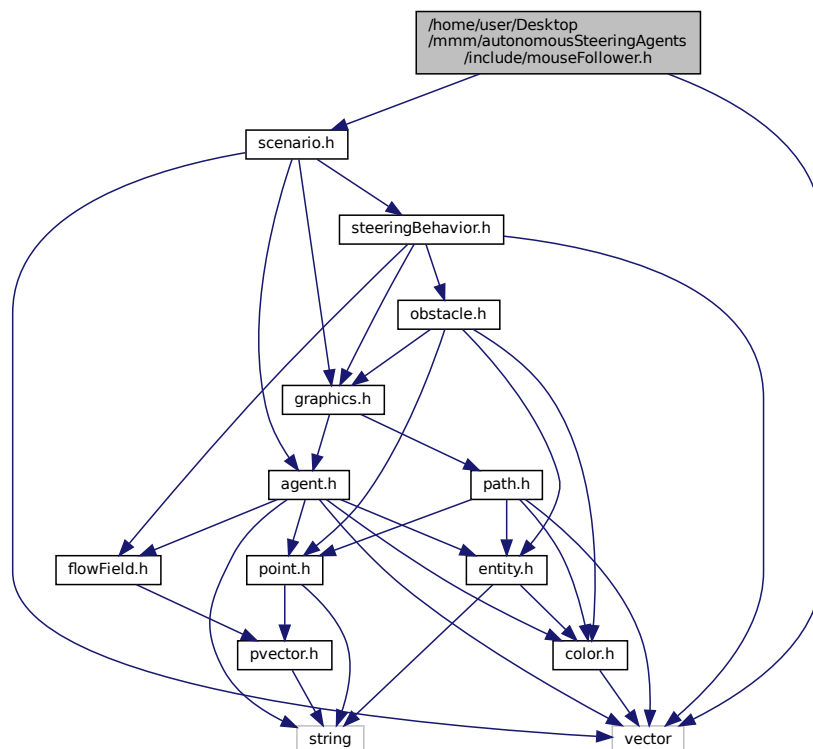 /home/user/Desktop
/mmm/autonomousSteeringAgents
/include/mouseFollower.h
scenario.h
steeringBehavior.h
obstacle.h
graphics.h
agent.h
path.h
flowField.h
point.h
entity.h
pvector.h
color.h
string
vector